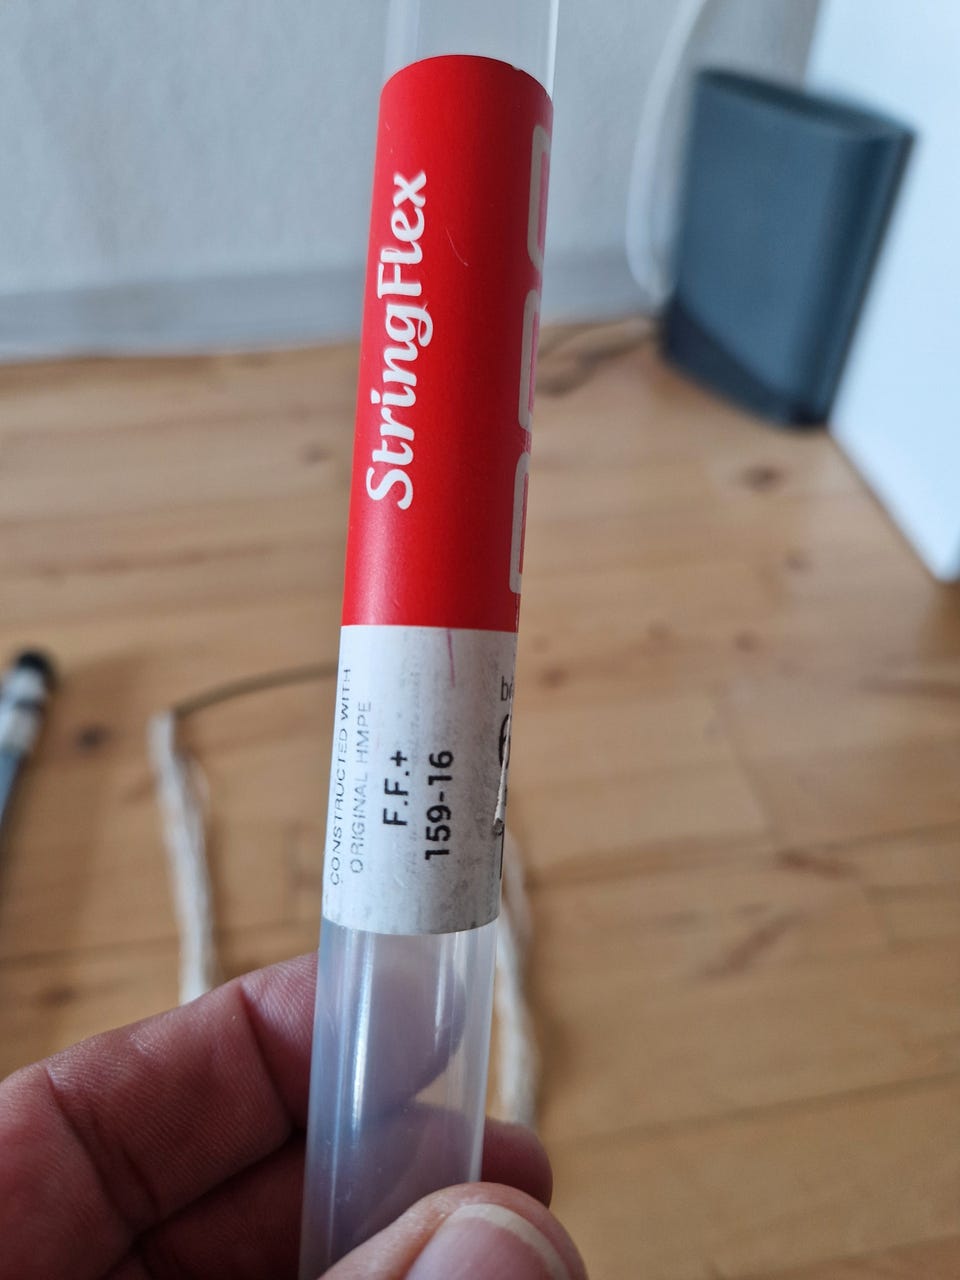 StringFlex
CONSTRUCTED WITH
ORIGINAL HMPE
F.F.+
159-16